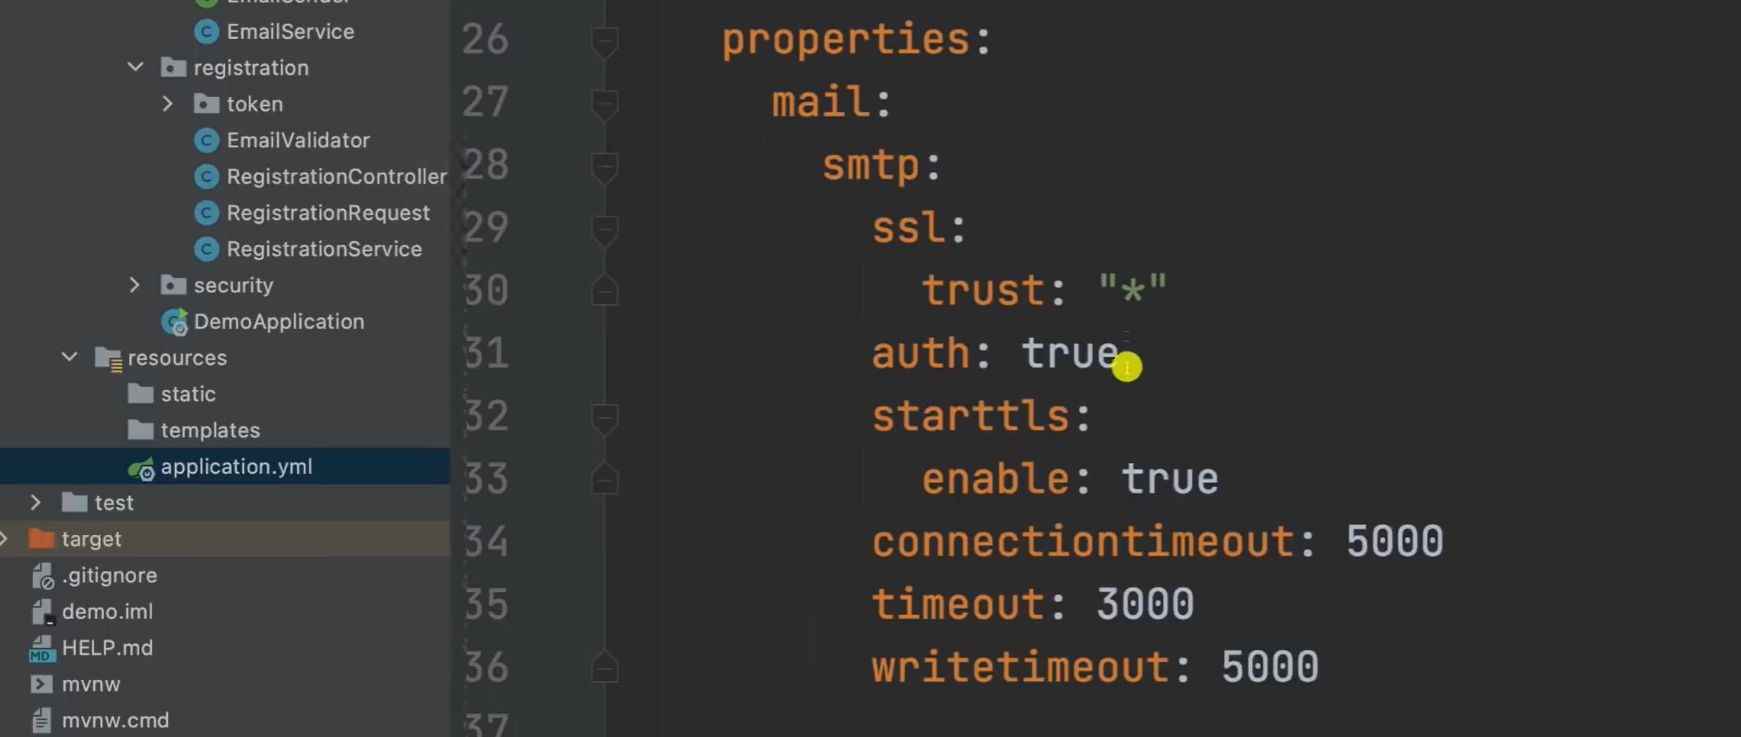 EmailSender
EmailService
registration
token
EmailValidator
RegistrationController
RegistrationRequest
RegistrationService
security
DemoApplication
resources
static
templates
application.yml
test
target
.gitignore
demo.iml
HELP.md
mvnw
mvnw.cmd
26 properties:
27 mail:
28 smtp:
29 ssl:
30 trust: "*"
31 auth: true
32 starttls:
33 enable: true
34 connectiontimeout: 5000
35 timeout: 3000
36 writetimeout: 5000
37